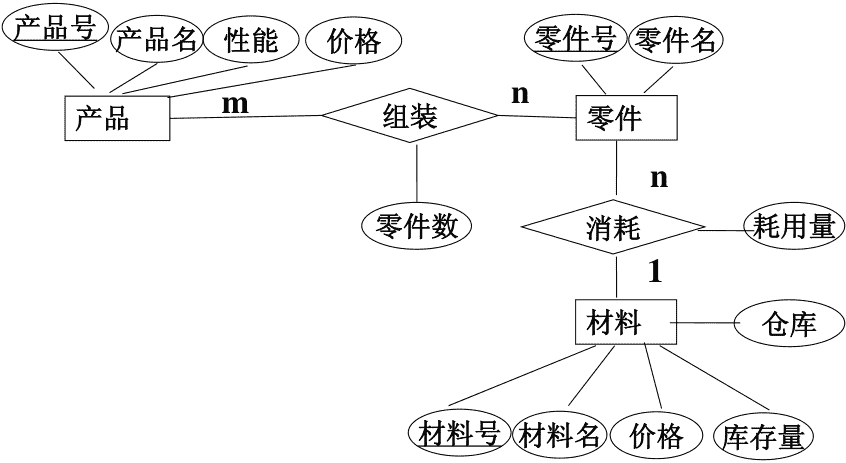 产品号
产品名
性能
价格
零件号
零件名
产品
m
组装
n
零件
零件数
n
消耗
耗用量
1
材料
仓库
材料号
材料名
价格
库存量